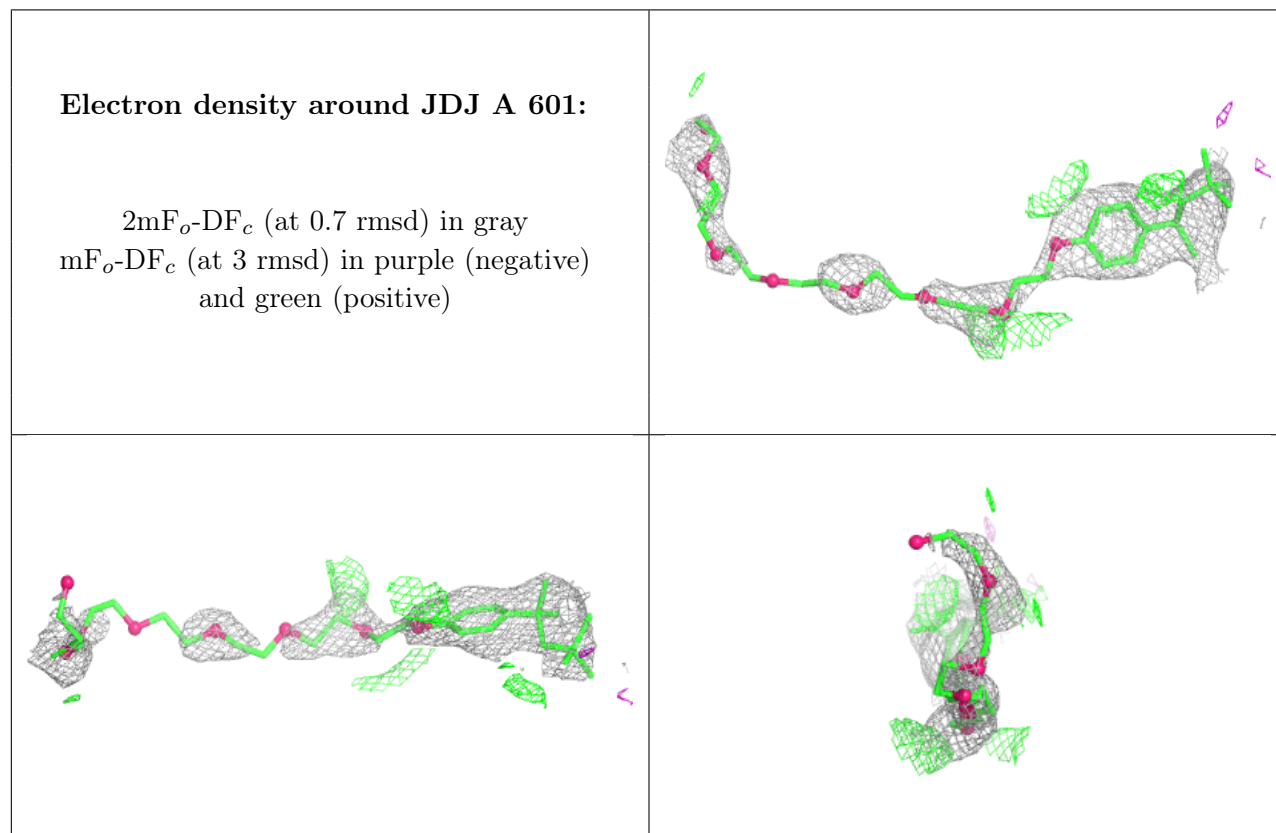 Electron density around JDJ A 601:
2mFo-DFc (at 0.7 rmsd) in gray
mFo-DFc (at 3 rmsd) in purple (negative)
and green (positive)